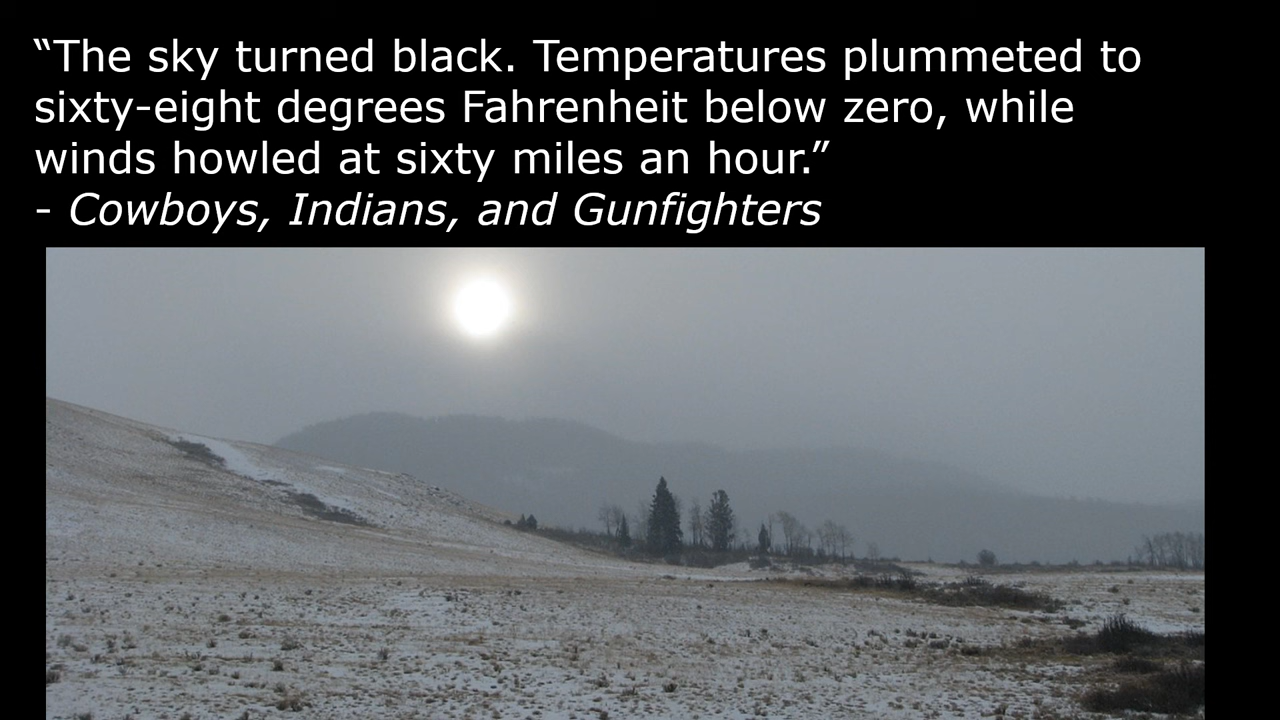 “The sky turned black. Temperatures plummeted to
sixty-eight degrees Fahrenheit below zero, while
winds howled at sixty miles an hour.”
- Cowboys, Indians, and Gunfighters